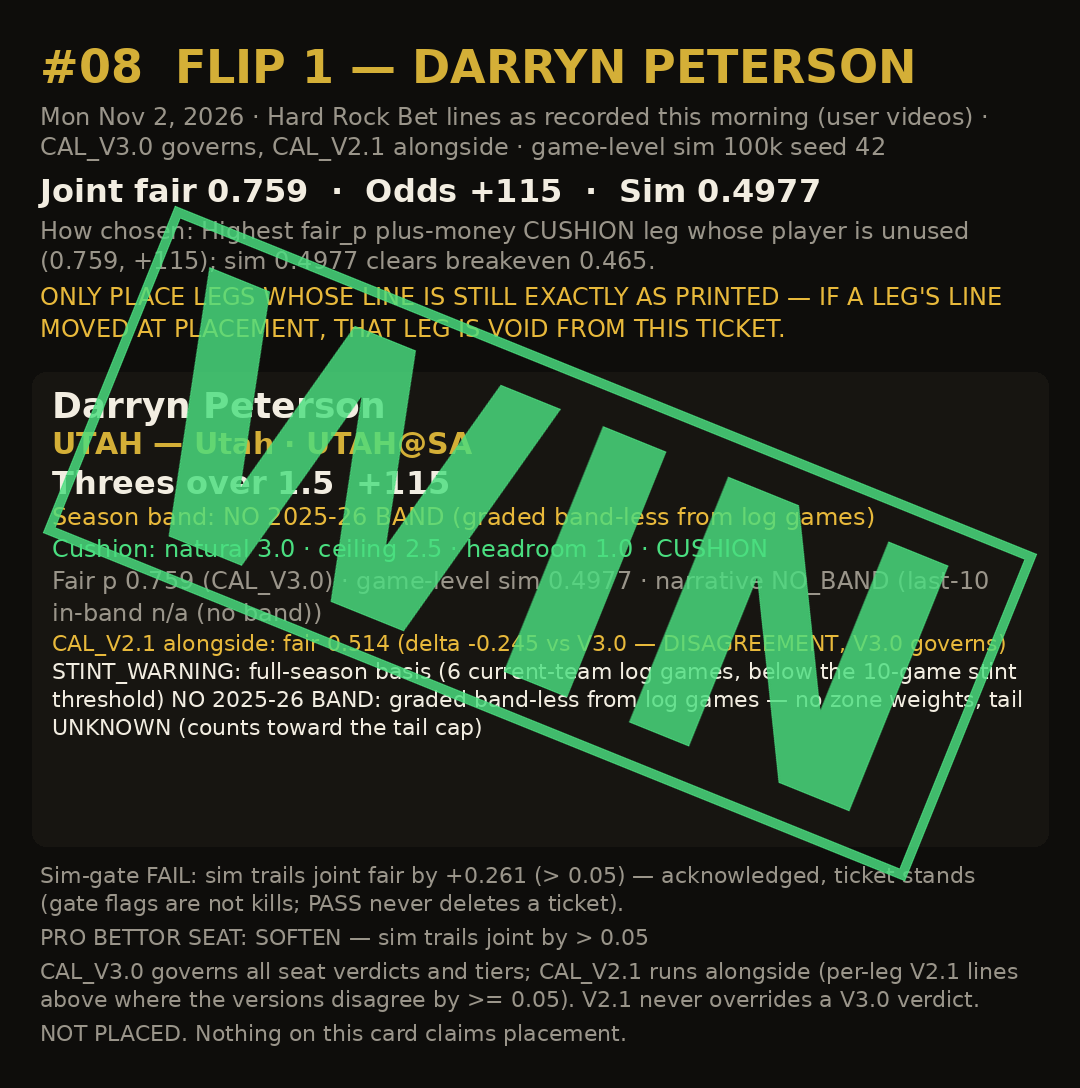 #08 FLIP 1 — DARRYN PETERSON
Mon Nov 2, 2026 · Hard Rock Bet lines as recorded this morning (user videos) ·
CAL_V3.0 governs, CAL_V2.1 alongside · game-level sim 100k seed 42
Joint fair 0.759 · Odds +115 · Sim 0.4977
How chosen: Highest fair_p plus-money CUSHION leg whose player is unused
(0.759, +115); sim 0.4977 clears breakeven 0.465.
ONLY PLACE LEGS WHOSE LINE IS STILL EXACTLY AS PRINTED — IF A LEG'S LINE
MOVED AT PLACEMENT, THAT LEG IS VOID FROM THIS TICKET.
Darryn Peterson
UTAH — Utah · UTAH@SA
Threes over 1.5 +115
Season band: NO 2025-26 BAND (graded band-less from log games)
Cushion: natural 3.0 · ceiling 2.5 · headroom 1.0 · CUSHION
Fair p 0.759 (CAL_V3.0) · game-level sim 0.4977 · narrative NO_BAND (last-10
in-band n/a (no band))
CAL_V2.1 alongside: fair 0.514 (delta -0.245 vs V3.0 — DISAGREEMENT, V3.0 governs)
STINT_WARNING: full-season basis (6 current-team log games, below the 10-game stint
threshold) NO 2025-26 BAND: graded band-less from log games — no zone weights, tail
UNKNOWN (counts toward the tail cap)
WIN
Sim-gate FAIL: sim trails joint fair by +0.261 (> 0.05) — acknowledged, ticket stands
(gate flags are not kills; PASS never deletes a ticket).
PRO BETTOR SEAT: SOFTEN — sim trails joint by > 0.05
CAL_V3.0 governs all seat verdicts and tiers; CAL_V2.1 runs alongside (per-leg V2.1 lines
above where the versions disagree by >= 0.05). V2.1 never overrides a V3.0 verdict.
NOT PLACED. Nothing on this card claims placement.